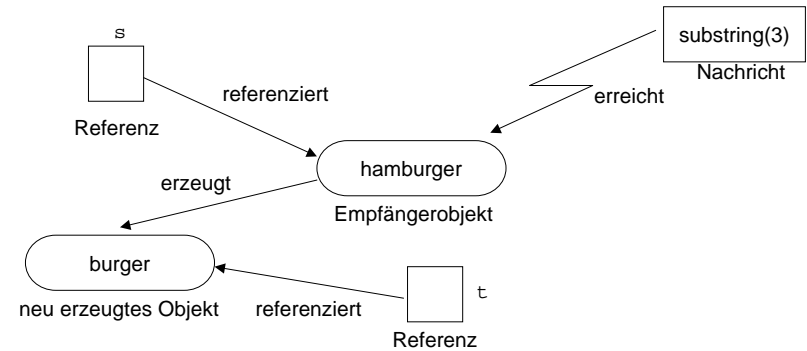 s
substring(3)
Nachricht
referenziert
erreicht
Referenz
hamburger
erzeugt
Empfängerobjekt
burger
t
neu erzeugtes Objekt
referenziert
Referenz